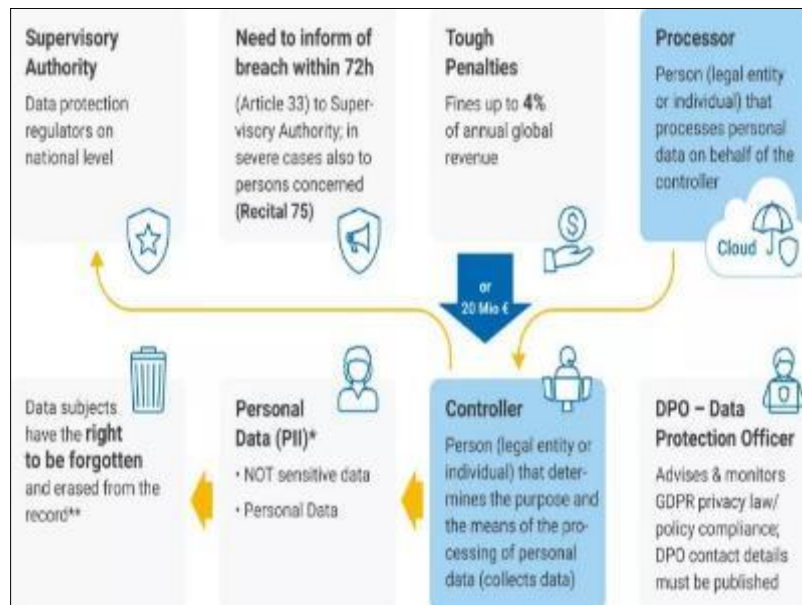 Supervisory
Authority
Data protection
regulators on
national level
Need to inform of
breach within 72h
(Article 33) to Super-
visory Authority; in
severe cases also to
persons concerned
(Recital 75)
Tough
Penalties
Fines up to 4%
of annual global
revenue
Processor
Person (legal entity
or individual) that
processes personal
data on behalf of the
controller
Cloud
or
20 Mio €
Data subjects
have the right
to be forgotten
and erased from the
record**
Personal
Data (PII)*
• NOT sensitive data
• Personal Data
Controller
Person (legal entity or
individual) that deter-
mines the purpose and
the means of the pro-
cessing of personal
data (collects data)
DPO – Data
Protection Officer
Advises & monitors
GDPR privacy law/
policy compliance;
DPO contact details
must be published